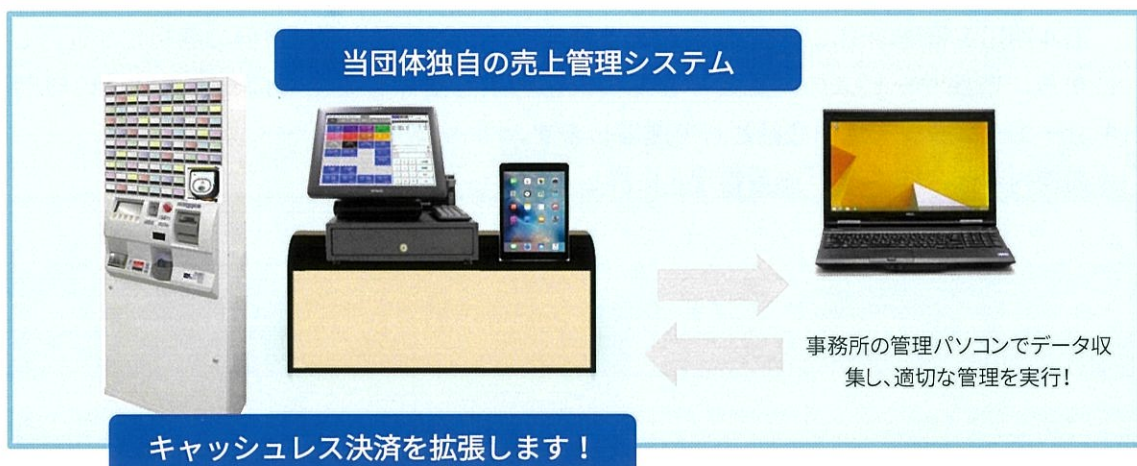 当団体独自の売上管理システム
事務所の管理パソコンでデータ収
集し、適切な管理を実行！
キャッシュレス決済を拡張します！